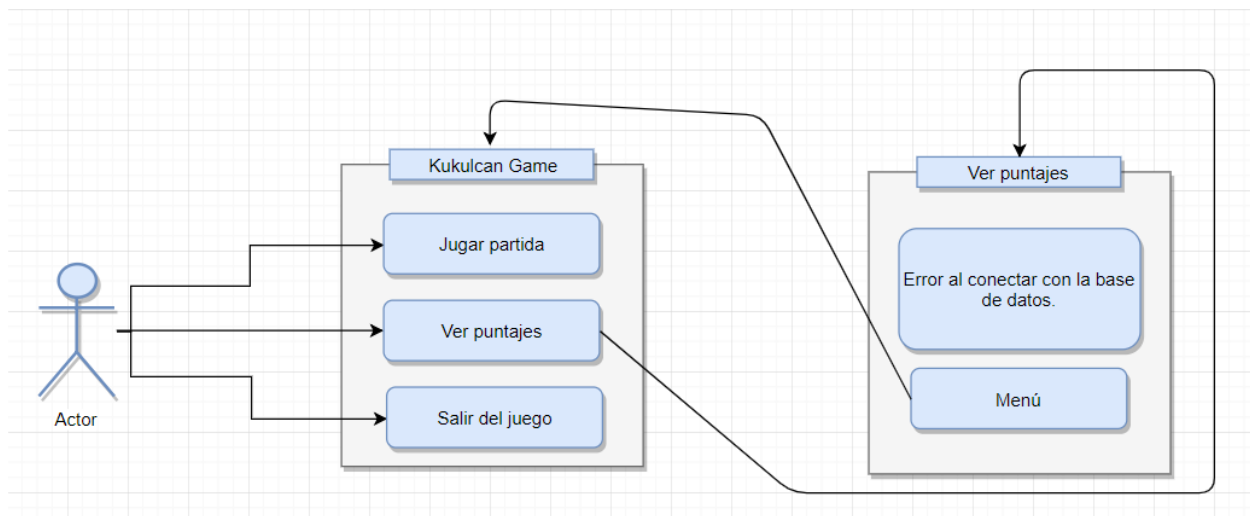 Kukulcan Game
Jugar partida
Ver puntajes
Salir del juego
Actor
Ver puntajes
Error al conectar con la base
de datos.
Menú